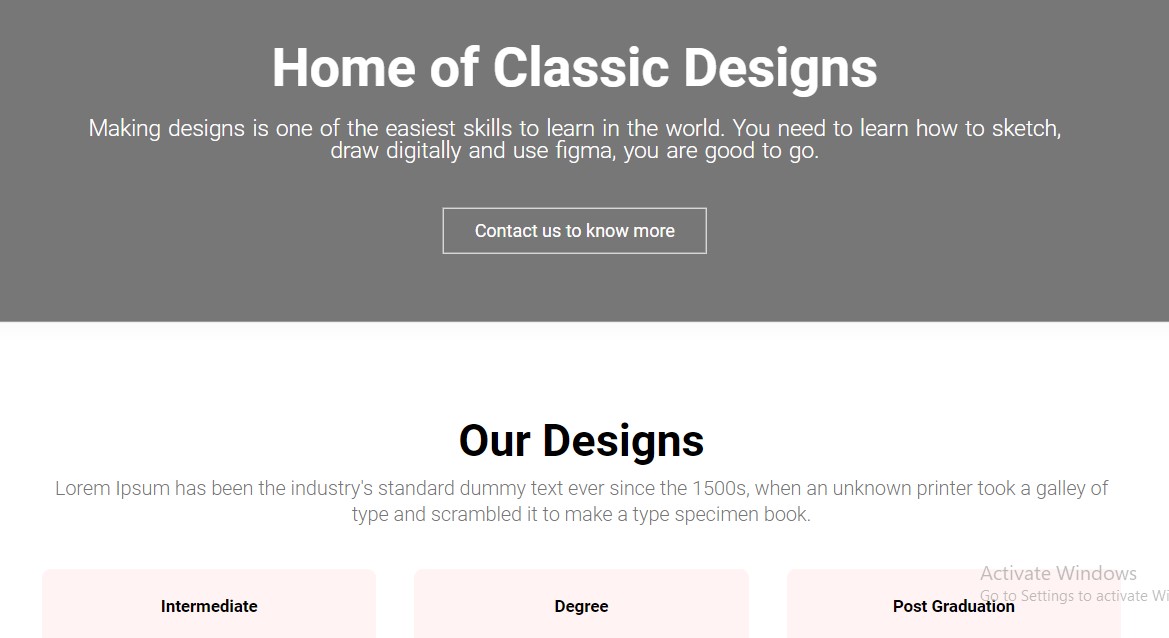 Home of Classic Designs
Making designs is one of the easiest skills to learn in the world. You need to learn how to sketch,
draw digitally and use figma, you are good to go.
Contact us to know more
Our Designs
Lorem Ipsum has been the industry's standard dummy text ever since the 1500s, when an unknown printer took a galley of
type and scrambled it to make a type specimen book.
Activate Windows
Go to Settings to activate Wi
Intermediate
Degree
Post Graduation